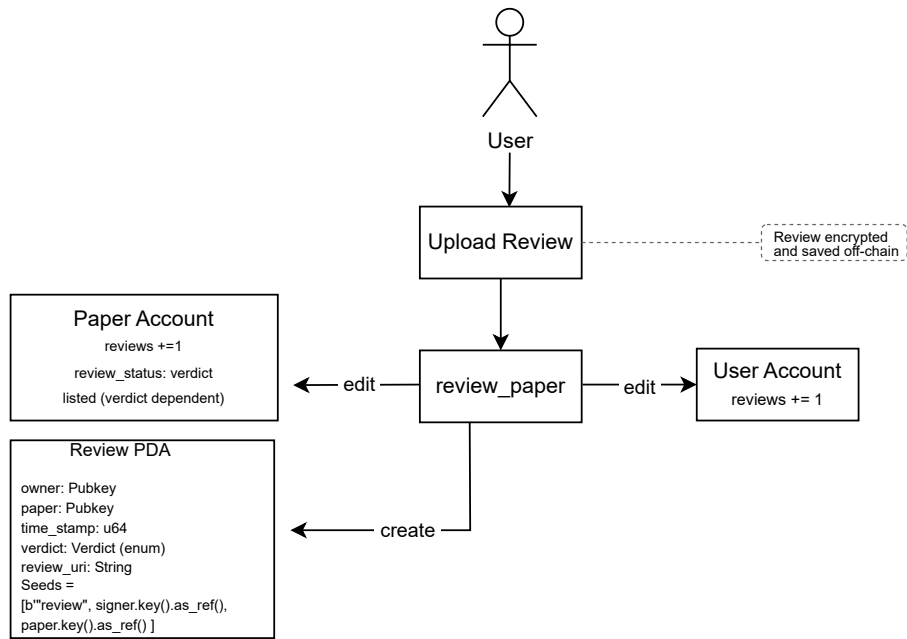 User
Upload Review
Review encrypted
and saved off-chain
Paper Account
reviews +=1
review_status: verdict
listed (verdict dependent)
edit
review_paper
edit
User Account
reviews += 1
Review PDA
owner: Pubkey
paper: Pubkey
time_stamp: u64
verdict: Verdict (enum)
review_uri: String
Seeds =
[b'"review", signer.key().as_ref(),
paper.key().as_ref() ]
create